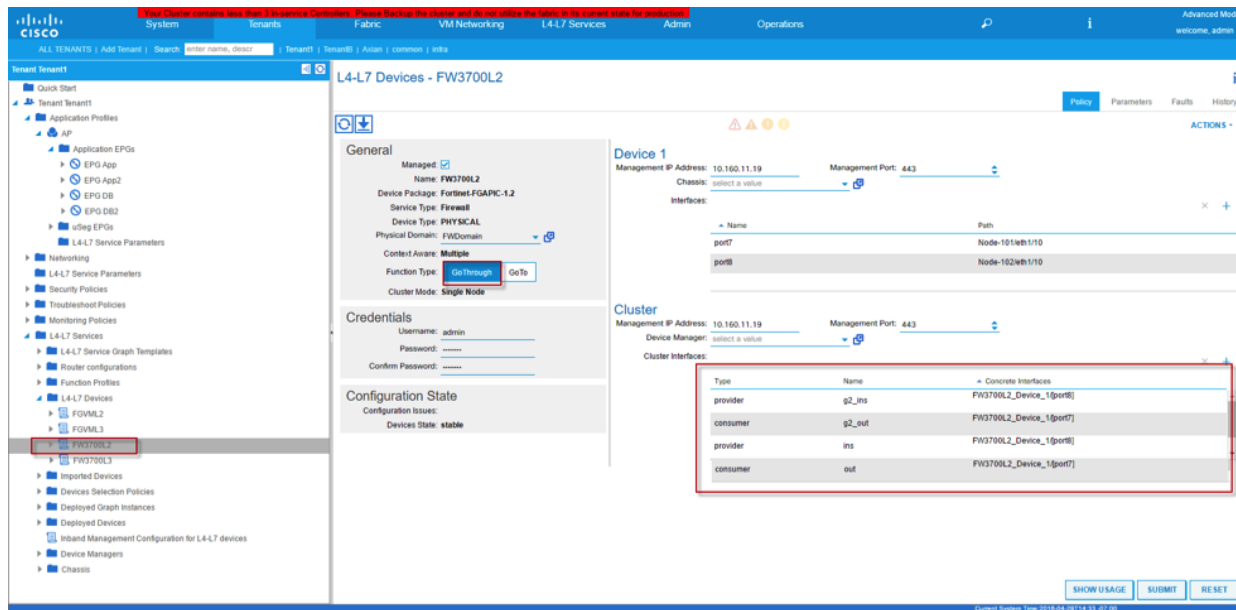 Your Cluster contains less than 3 in-service Controllers. Please Backup the cluster and do not utilize the fabric in its current state for production.
CISCO
System Tenants Fabric VM Networking L4-L7 Services Admin Operations
Advanced Mod
welcome, admin
ALL TENANTS | Add Tenant | Search: enter name, descr | Tenant1 | TenantB | Asian | common | infra
Tenant Tenant1
Quick Start
Tenant Tenant1
Application Profiles
AP
Application EPGs
EPG App
EPG App2
EPG DB
EPG DB2
uSeg EPGs
L4-L7 Service Parameters
Networking
L4-L7 Service Parameters
Security Policies
Troubleshoot Policies
Monitoring Policies
L4-L7 Services
L4-L7 Service Graph Templates
Router configurations
Function Profiles
L4-L7 Devices
FGVML2
FGVML3
FW3700L2
FW3700L3
Imported Devices
Devices Selection Policies
Deployed Graph Instances
Deployed Devices
Inband Management Configuration for L4-L7 devices
Device Managers
Chassis
L4-L7 Devices - FW3700L2
i
Policy Parameters Faults History
ACTIONS
General
Managed:
Name: FW3700L2
Device Package: Fortinet-FGAPIC-1.2
Service Type: Firewall
Device Type: PHYSICAL
Physical Domain: FWDomain
Context Aware: Multiple
Function Type: GoThrough GoTo
Cluster Mode: Single Node
Credentials
Username: admin
Password: ········
Confirm Password: ········
Configuration State
Configuration Issues:
Devices State: stable
Device 1
Management IP Address: 10.160.11.19 Management Port: 443
Chassis: select a value
Interfaces:
Name Path
port7 Node-101/eth1/10
port8 Node-102/eth1/10
Cluster
Management IP Address: 10.160.11.19 Management Port: 443
Device Manager: select a value
Cluster Interfaces:
Type Name Concrete Interfaces
provider g2_ins FW3700L2_Device_1/[port8]
consumer g2_out FW3700L2_Device_1/[port7]
provider ins FW3700L2_Device_1/[port8]
consumer out FW3700L2_Device_1/[port7]
SHOW USAGE SUBMIT RESET
Current System Time 2016-04-29T14:33 -07:00